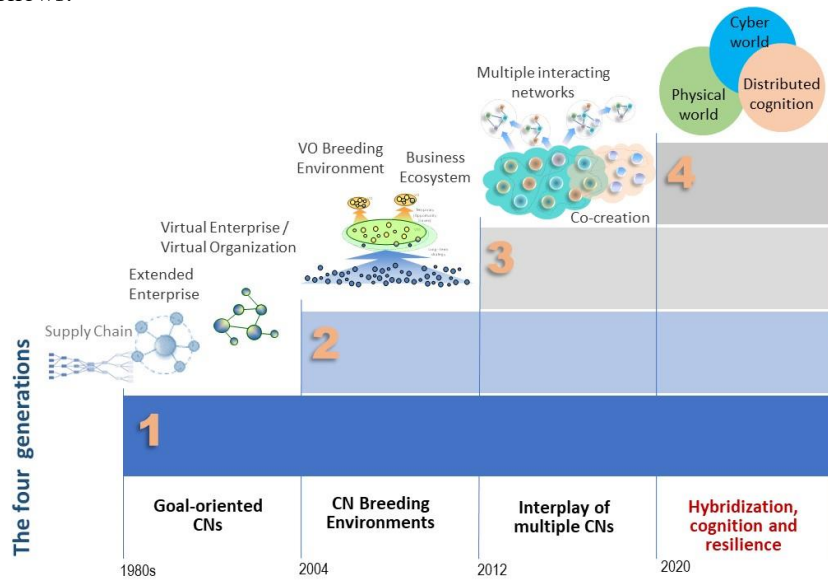 Cyber
world
Physical
world
Distributed
cognition
Multiple interacting
networks
VO Breeding
Environment
Business
Ecosystem
Co-creation
Virtual Enterprise /
Virtual Organization
Extended
Enterprise
Supply Chain
4
3
2
1
The four generations
Goal-oriented
CNs
CN Breeding
Environments
Interplay of
multiple CNs
Hybridization,
cognition and
resilience
1980s
2004
2012
2020